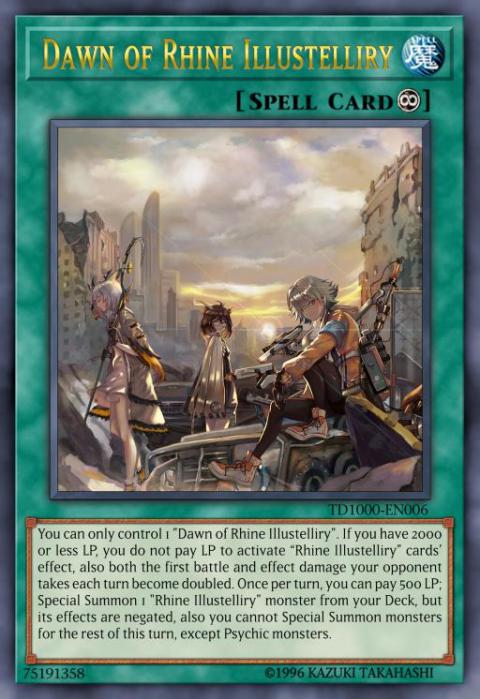 DAWN OF RHINE ILLUSTELLIRY
魔
[SPELL CARD]
TD1000-EN006
You can only control 1 "Dawn of Rhine Illustelliry". If you have 2000
or less LP, you do not pay LP to activate “Rhine Illustelliry” cards'
effect, also both the first battle and effect damage your opponent
takes each turn become doubled. Once per turn, you can pay 500 LP;
Special Summon 1 "Rhine Illustelliry" monster from your Deck, but
its effects are negated, also you cannot Special Summon monsters
for the rest of this turn, except Psychic monsters.
75191358
©1996 KAZUKI TAKAHASHI